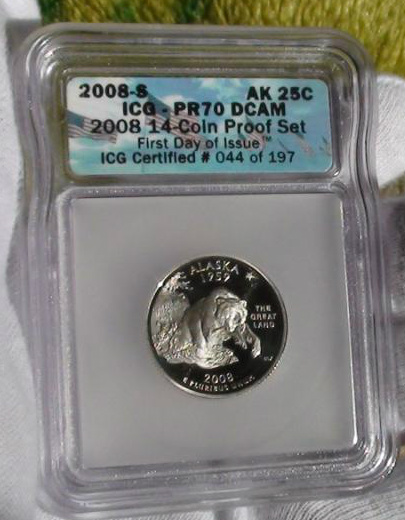 2008-S AK 25C
ICG - PR70 DCAM
2008 14-Coin Proof Set
First Day of Issue™
ICG Certified # 044 of 197
ALASKA
1959
THE
GREAT
LAND
2008
E PLURIBUS UNUM